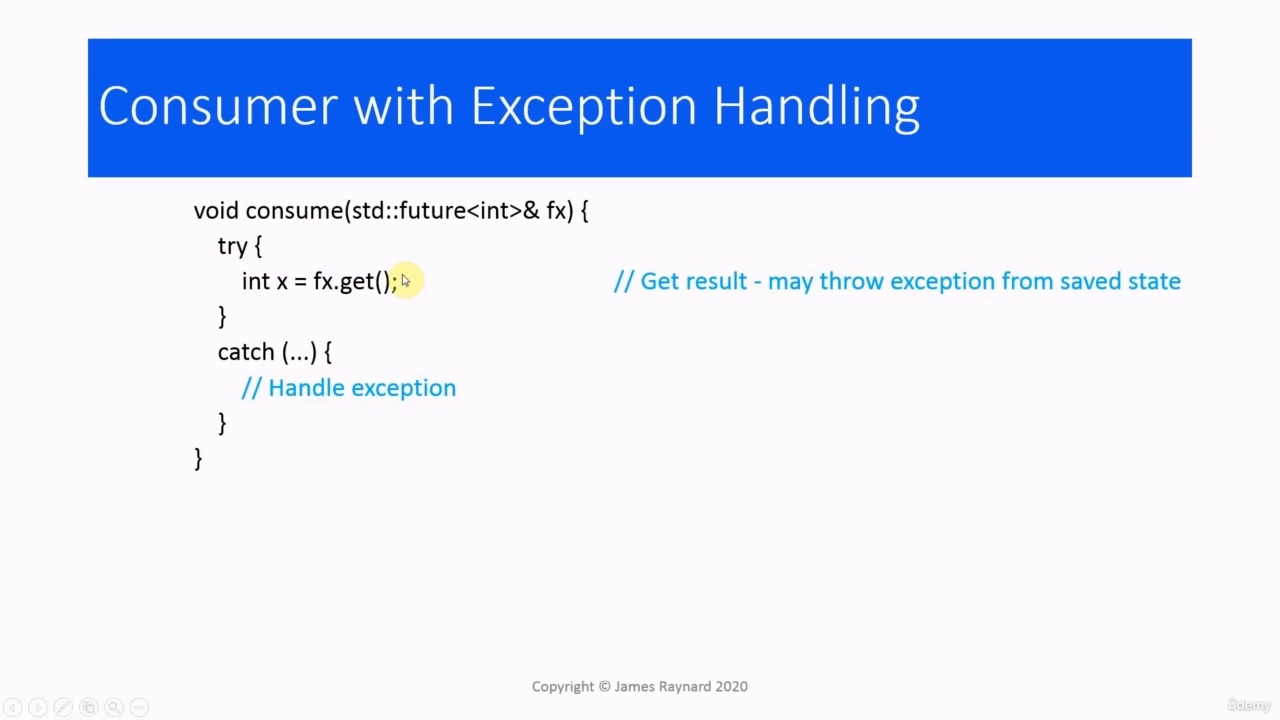 Consumer with Exception Handling
void consume(std::future<int>& fx) {
try {
int x = fx.get(); // Get result - may throw exception from saved state
}
catch (...) {
// Handle exception
}
}
Copyright © James Raynard 2020
ûdemy